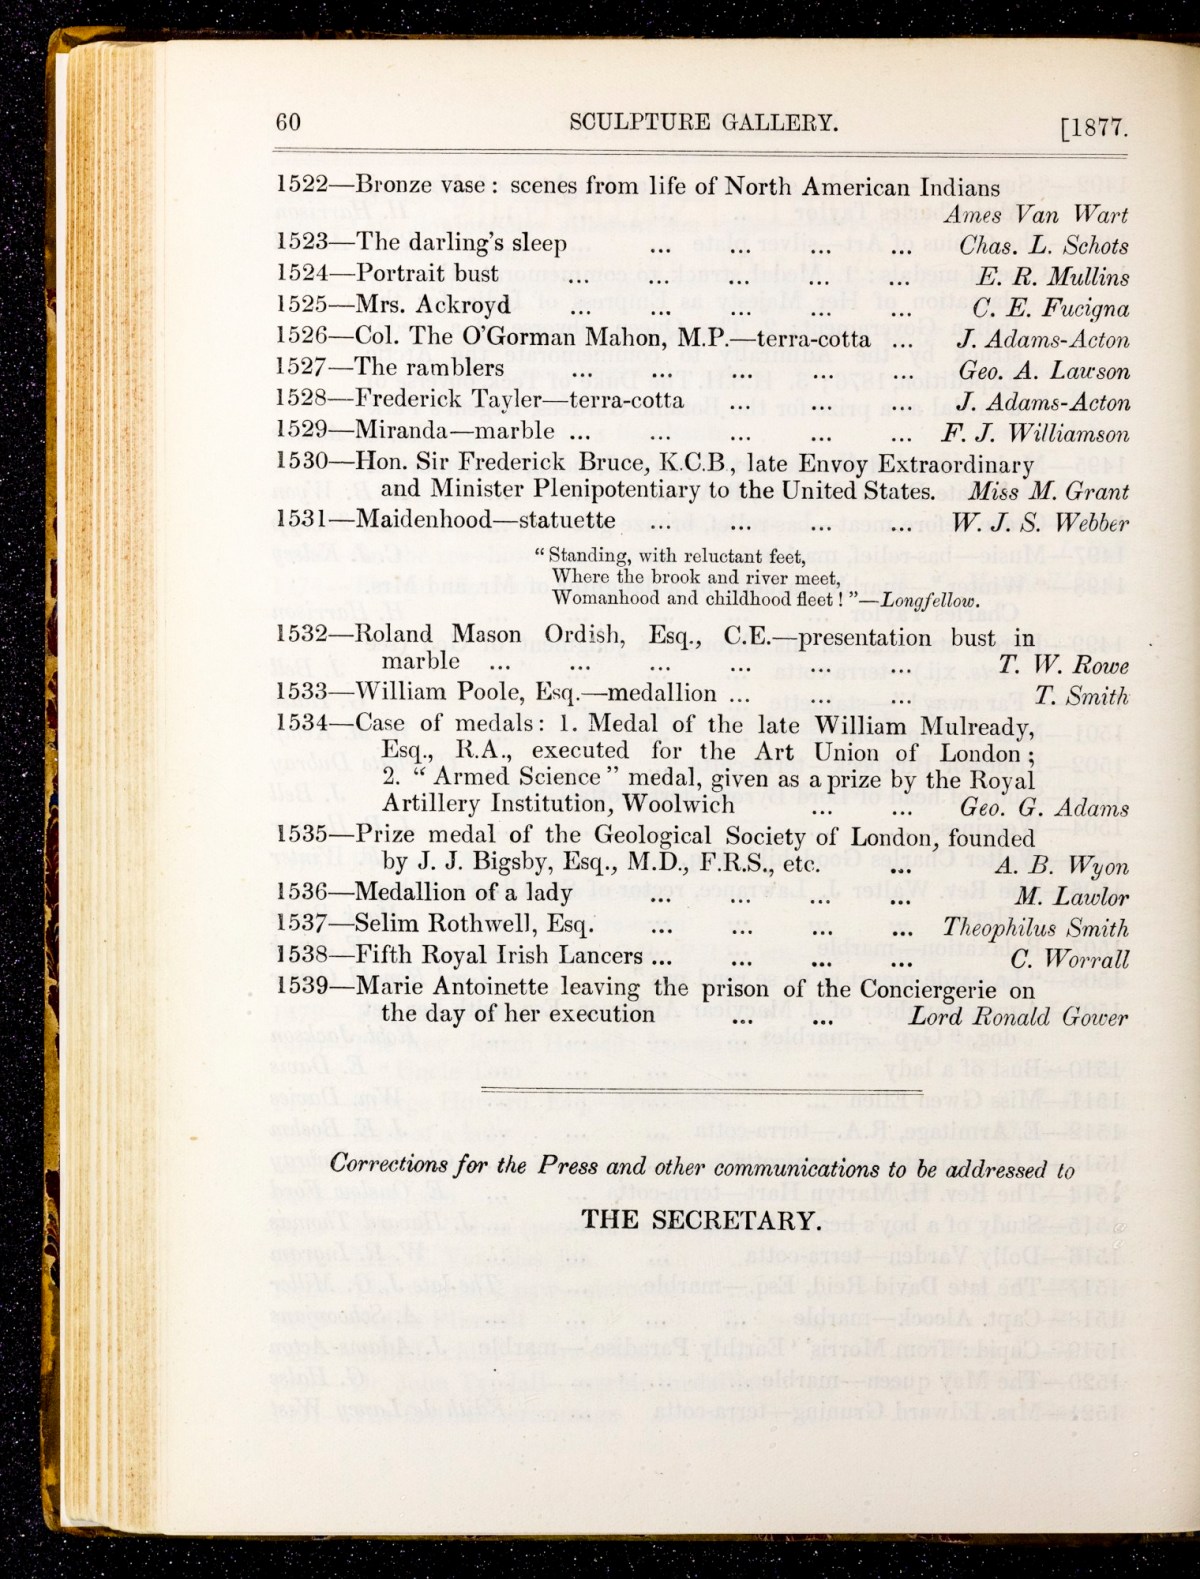 60 SCULPTURE GALLERY. [1877.
1522—Bronze vase : scenes from life of North American Indians
Ames Van Wart
1523—The darling's sleep ... ... ... ... Chas. L. Schots
1524—Portrait bust ... ... ... ... ... E. R. Mullins
1525—Mrs. Ackroyd ... ... ... ... ... C. E. Fucigna
1526—Col. The O'Gorman Mahon, M.P.—terra-cotta ... J. Adams-Acton
1527—The ramblers ... ... ... ... ... Geo. A. Lawson
1528—Frederick Tayler—terra-cotta ... ... ... J. Adams-Acton
1529—Miranda—marble ... ... ... ... ... F. J. Williamson
1530—Hon. Sir Frederick Bruce, K.C.B., late Envoy Extraordinary
and Minister Plenipotentiary to the United States. Miss M. Grant
1531—Maidenhood—statuette ... ... ... ... W. J. S. Webber
“ Standing, with reluctant feet,
Where the brook and river meet,
Womanhood and childhood fleet ! ”—Longfellow.
1532—Roland Mason Ordish, Esq., C.E.—presentation bust in
marble ... ... ... ... ... ... T. W. Rowe
1533—William Poole, Esq.—medallion ... ... ... T. Smith
1534—Case of medals : 1. Medal of the late William Mulready,
Esq., R.A., executed for the Art Union of London ;
2. “ Armed Science ” medal, given as a prize by the Royal
Artillery Institution, Woolwich ... ... Geo. G. Adams
1535—Prize medal of the Geological Society of London, founded
by J. J. Bigsby, Esq., M.D., F.R.S., etc. ... A. B. Wyon
1536—Medallion of a lady ... ... ... ... M. Lawlor
1537—Selim Rothwell, Esq. ... ... ... ... Theophilus Smith
1538—Fifth Royal Irish Lancers ... ... ... ... C. Worrall
1539—Marie Antoinette leaving the prison of the Conciergerie on
the day of her execution ... ... Lord Ronald Gower
Corrections for the Press and other communications to be addressed to
THE SECRETARY.